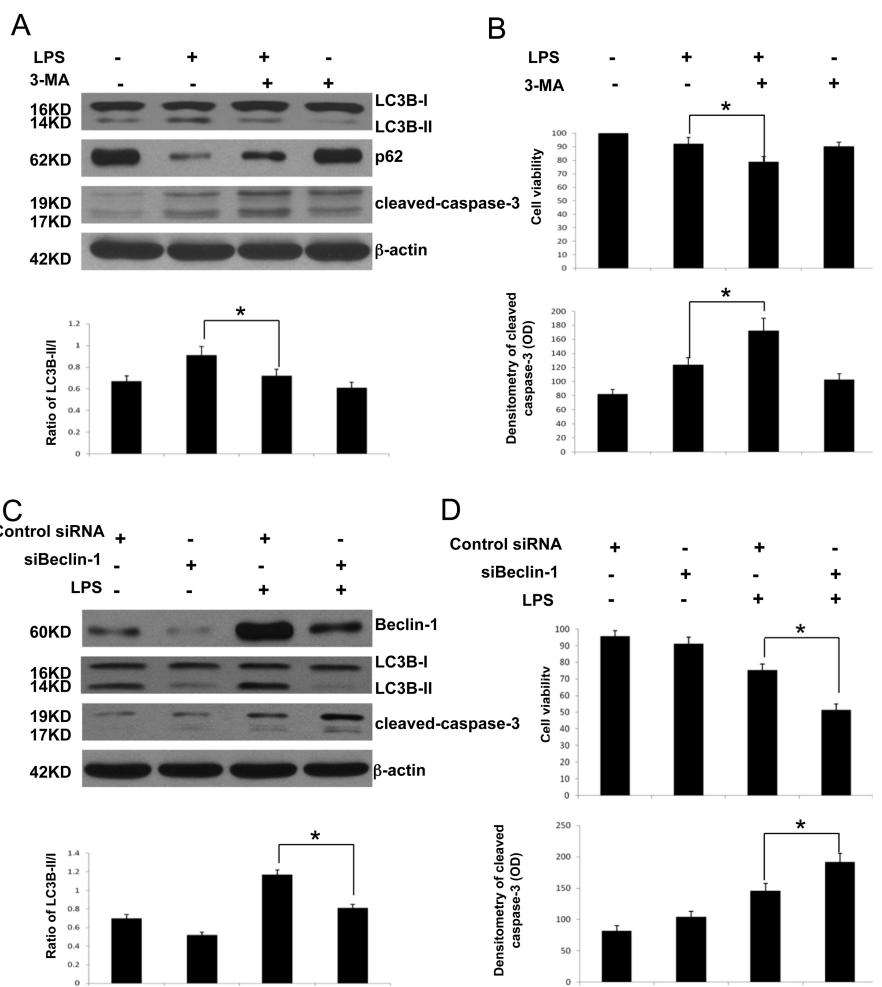 A
LPS - + + -
3-MA - - + +
16KD LC3B-I
14KD LC3B-II
62KD p62
19KD cleaved-caspase-3
17KD
42KD β-actin
Ratio of LC3B-II/I
1.2
1
0.8
0.6
0.4
0.2
0
*
B
LPS - + + -
3-MA - - + +
Cell viability
100
90
80
70
60
50
40
30
20
10
0
*
Densitometry of cleaved
caspase-3 (OD)
200
180
160
140
120
100
80
60
40
20
0
*
C
Control siRNA + - + -
siBeclin-1 - + - +
LPS - - + +
60KD Beclin-1
16KD LC3B-I
14KD LC3B-II
19KD cleaved-caspase-3
17KD
42KD β-actin
Ratio of LC3B-II/I
1.4
1.2
1
0.8
0.6
0.4
0.2
0
*
D
Control siRNA + - + -
siBeclin-1 - + - +
LPS - - + +
Cell viability
100
90
80
70
60
50
40
30
20
10
0
*
Densitometry of cleaved
caspase-3 (OD)
250
200
150
100
50
0
*